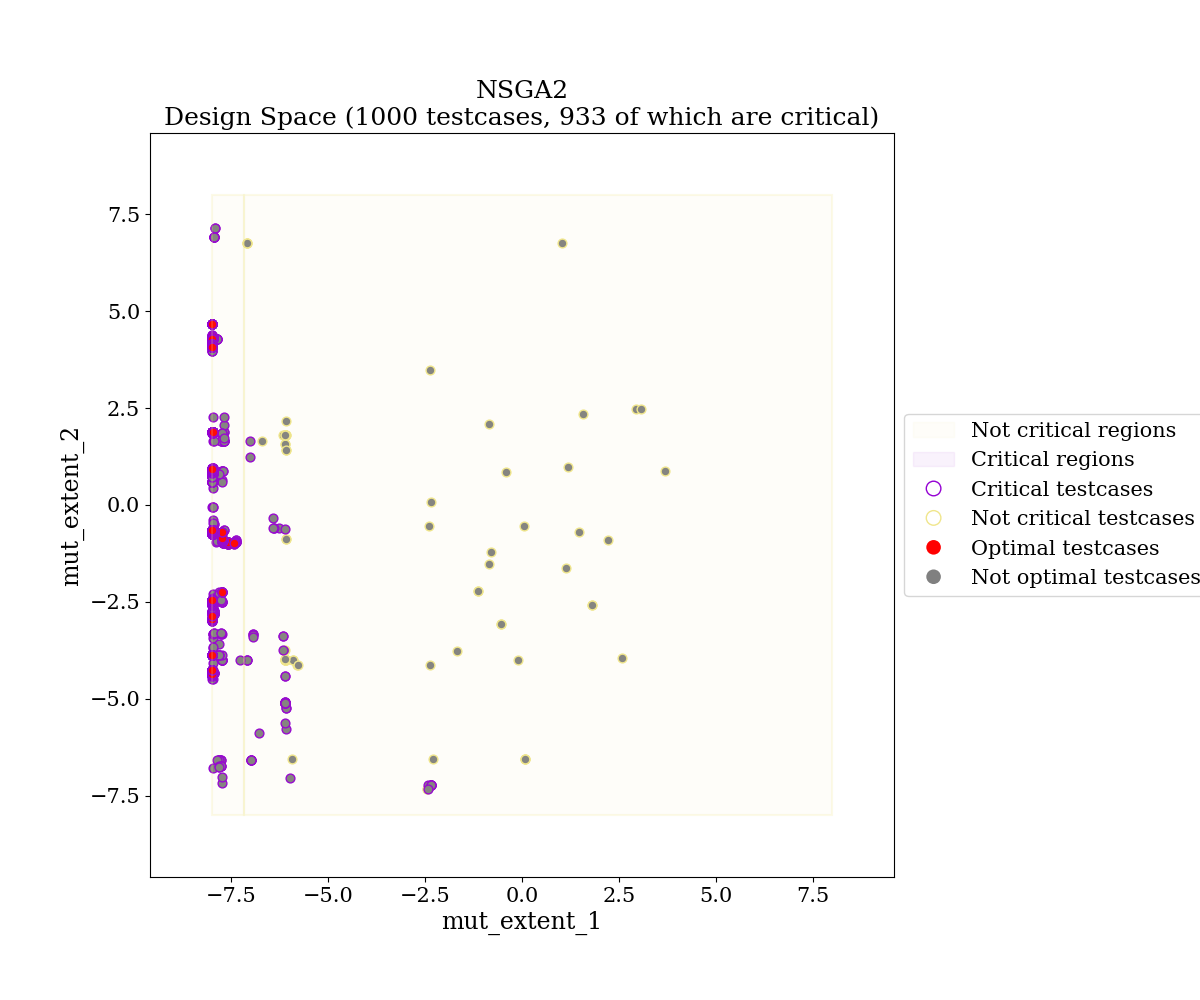 NSGA2
Design Space (1000 testcases, 933 of which are critical)
7.5
5.0
2.5
0.0
−2.5
−5.0
−7.5
mut_extent_2
−7.5
−5.0
−2.5
0.0
2.5
5.0
7.5
mut_extent_1
Not critical regions
Critical regions
Critical testcases
Not critical testcases
Optimal testcases
Not optimal testcases